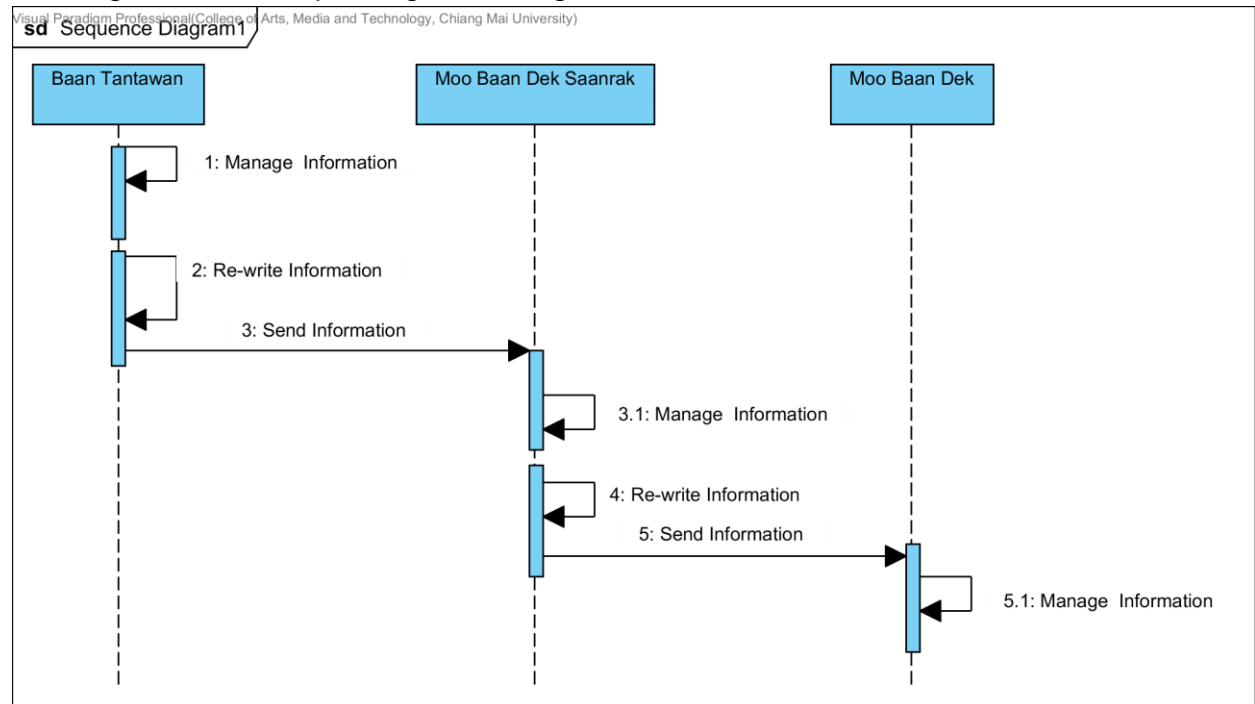 Visual Paradigm Professional(College of Arts, Media and Technology, Chiang Mai University)
sd Sequence Diagram1
Baan Tantawan
Moo Baan Dek Saanrak
Moo Baan Dek
1: Manage Information
2: Re-write Information
3: Send Information
3.1: Manage Information
4: Re-write Information
5: Send Information
5.1: Manage Information